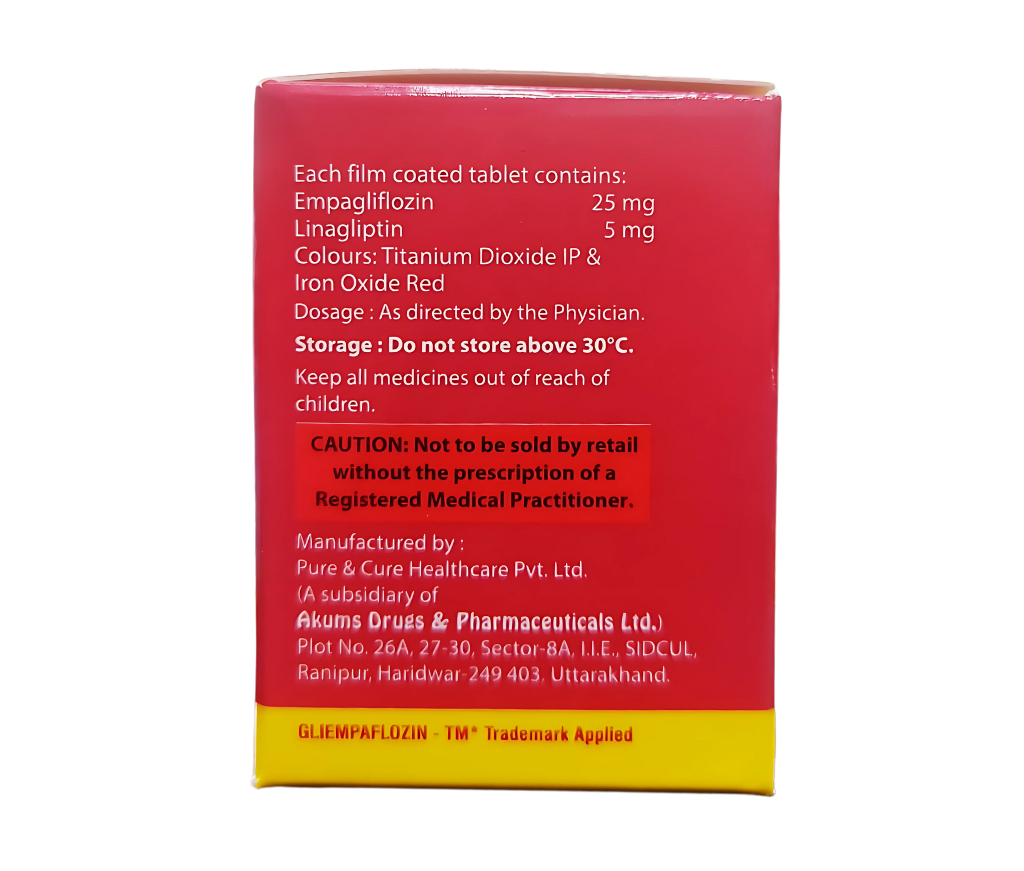 Each film coated tablet contains:
Empagliflozin 25 mg
Linagliptin 5 mg
Colours: Titanium Dioxide IP &
Iron Oxide Red
Dosage : As directed by the Physician.
Storage : Do not store above 30°C.
Keep all medicines out of reach of
children.
CAUTION: Not to be sold by retail
without the prescription of a
Registered Medical Practitioner.
Manufactured by :
Pure & Cure Healthcare Pvt. Ltd.
(A subsidiary of
Akums Drugs & Pharmaceuticals Ltd.)
Plot No. 26A, 27-30, Sector-8A, I.I.E., SIDCUL,
Ranipur, Haridwar-249 403, Uttarakhand.
GLIEMPAFLOZIN - TM* Trademark Applied